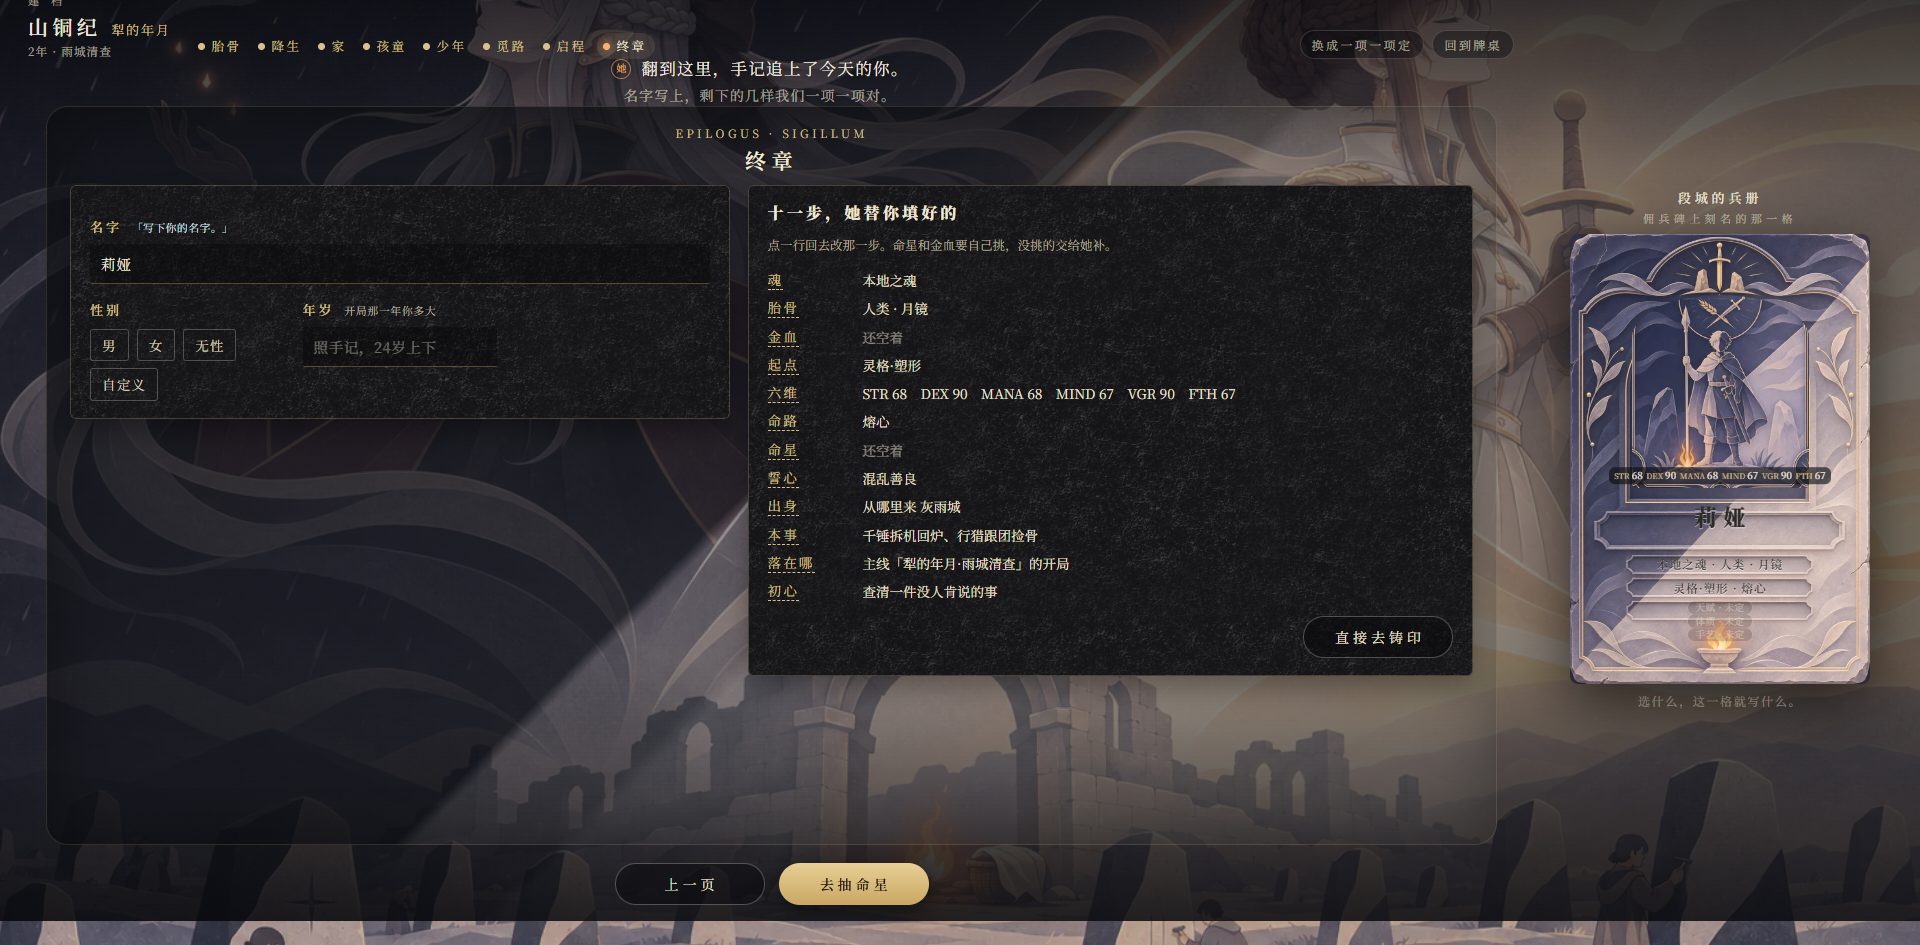 建 档
山铜纪 犁的年月
2年 · 雨城清查
胎骨 降生 家 孩童 少年 觅路 启程 终章
换成一项一项定 回到牌桌
她 翻到这里，手记追上了今天的你。
名字写上，剩下的几样我们一项一项对。
EPILOGUS · SIGILLUM
终章
名字 「写下你的名字。」
莉娅
性别 年岁 开局那一年你多大
男 女 无性
照手记，24岁上下
自定义
十一步，她替你填好的
点一行回去改那一步。命星和金血要自己挑，没挑的交给她补。
魂 本地之魂
胎骨 人类 · 月镜
金血 还空着
起点 灵格·塑形
六维 STR 68 DEX 90 MANA 68 MIND 67 VGR 90 FTH 67
命路 熔心
命星 还空着
誓心 混乱善良
出身 从哪里来 灰雨城
本事 千锤拆机回炉、行猎跟团捡骨
落在哪 主线「犁的年月·雨城清查」的开局
初心 查清一件没人肯说的事
直接去铸印
段城的兵册
佣兵碑上刻名的那一格
STR 68 DEX 90 MANA 68 MIND 67 VGR 90 FTH 67
莉娅
本地之魂 · 人类 · 月镜
灵格·塑形 · 熔心
天赋 · 未定
体质 · 未定
手艺 · 未定
选什么，这一格就写什么。
上一页 去抽命星